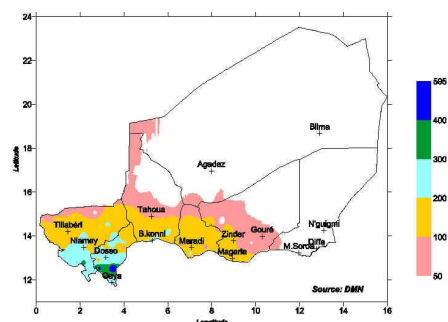 24
22
20
18
16
14
12
Latitude
0 2 4 6 8 10 12 14 16
Longitude
Bilma
Agadez
Tahoua
Tillabéri
Niamey
Dosso
Gaya
B.konni
Maradi
Zinder
Magaria
Gouré
N'guigmi
Diffa
M.Soroa
Source: DMN
595
400
300
200
100
50